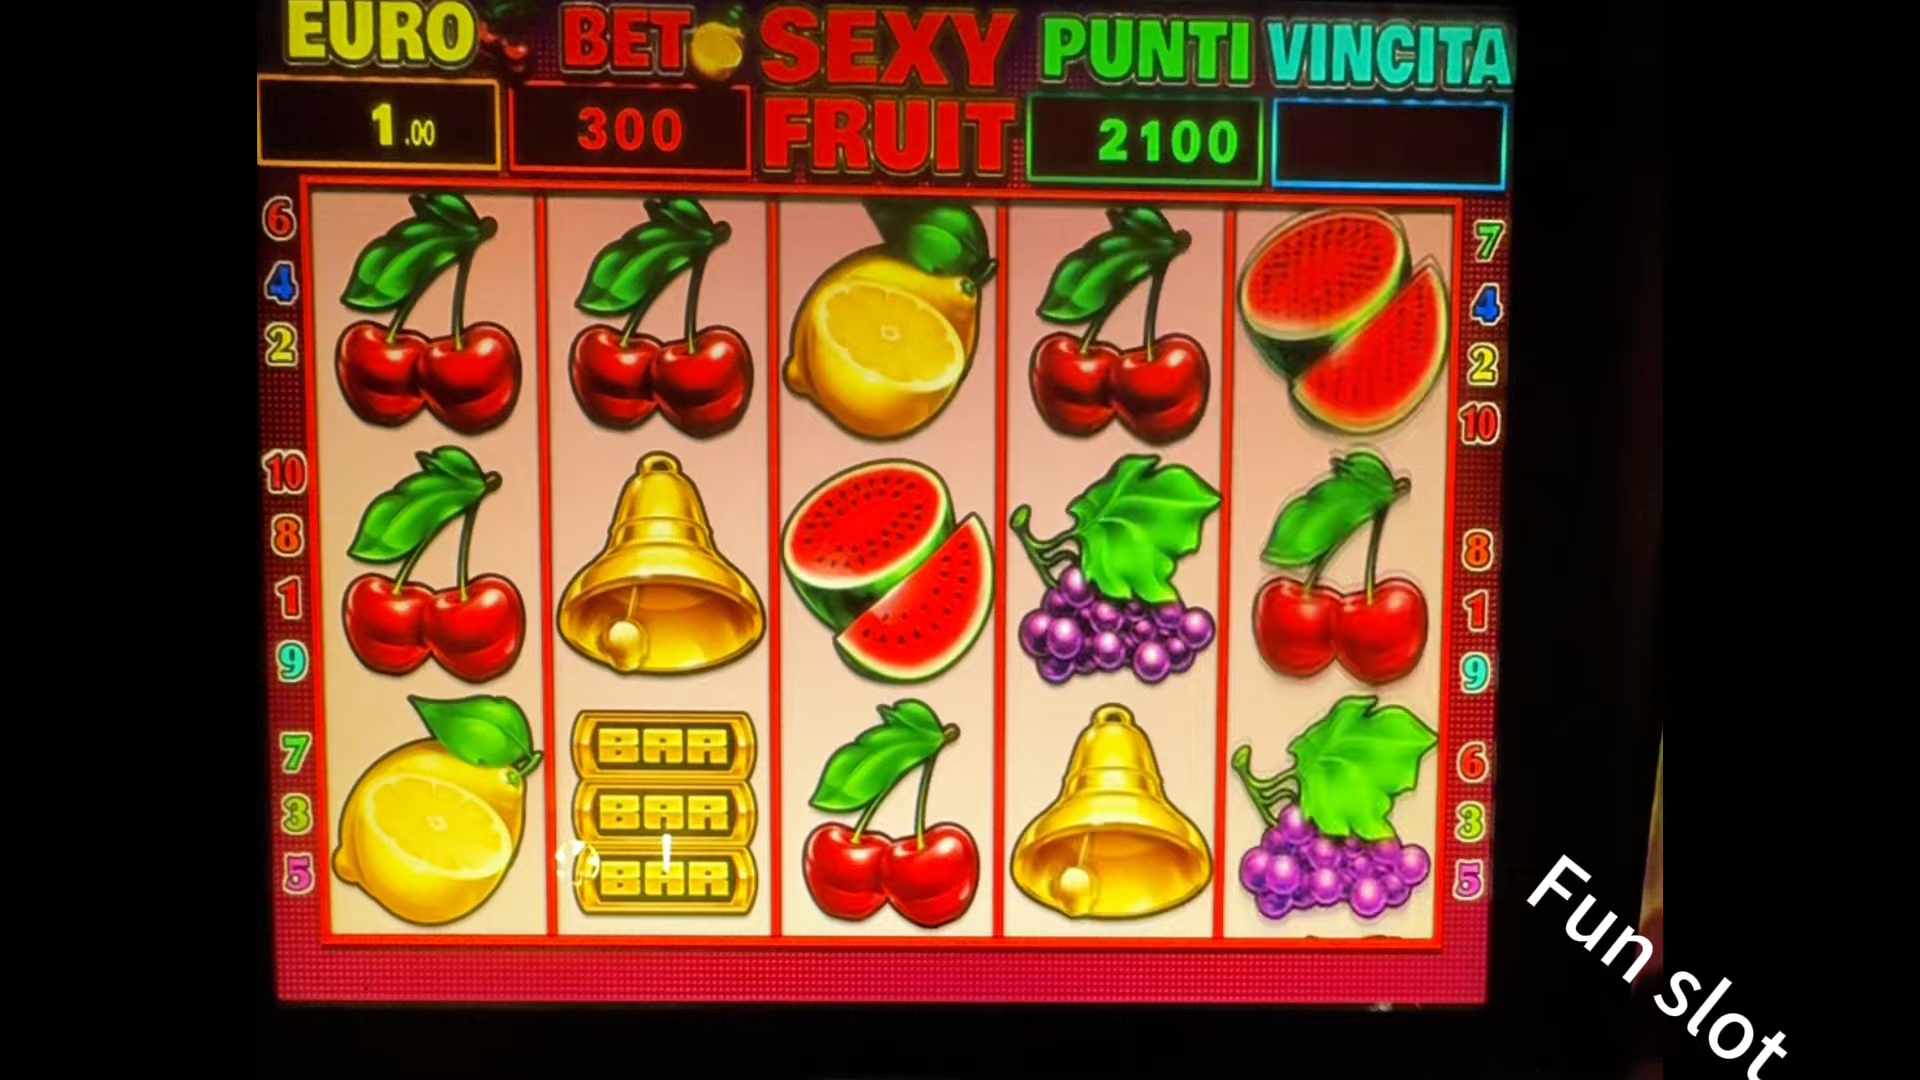 EURO BET SEXY PUNTI VINCITA
1.00 300 FRUIT 2100
6 7
4 4
2 2
10
10
8 8
1 1
9 9
7 6
3 3
5 5
BAR
BAR
BAR
Fun slot